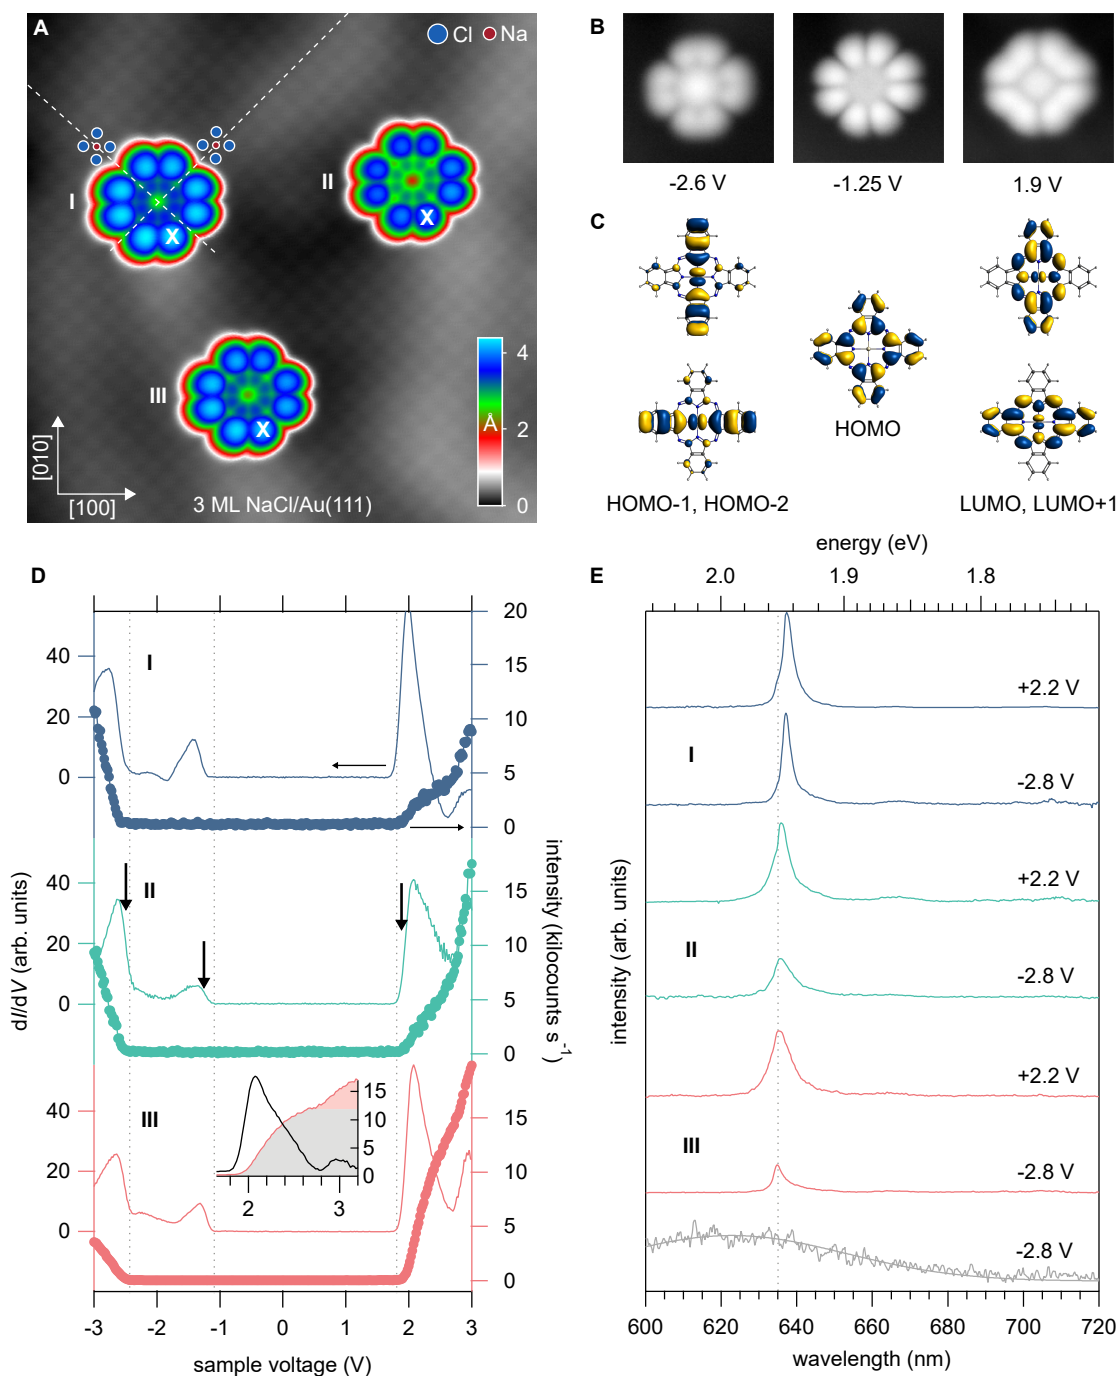 A
Cl Na
I
X
II
X
III
X
[010]
[100]
3 ML NaCl/Au(111)
Å
4
2
0
B
-2.6 V
-1.25 V
1.9 V
C
HOMO-1, HOMO-2
HOMO
LUMO, LUMO+1
D
I
II
III
40
20
0
40
20
0
40
20
0
20
15
10
5
0
15
10
5
0
15
10
5
0
15
10
5
0
2
3
-3
-2
-1
0
1
2
3
dI/dV (arb. units)
intensity (kilocounts s-1)
sample voltage (V)
E
energy (eV)
2.0
1.9
1.8
+2.2 V
I
-2.8 V
+2.2 V
II
-2.8 V
+2.2 V
III
-2.8 V
-2.8 V
intensity (arb. units)
600
620
640
660
680
700
720
wavelength (nm)